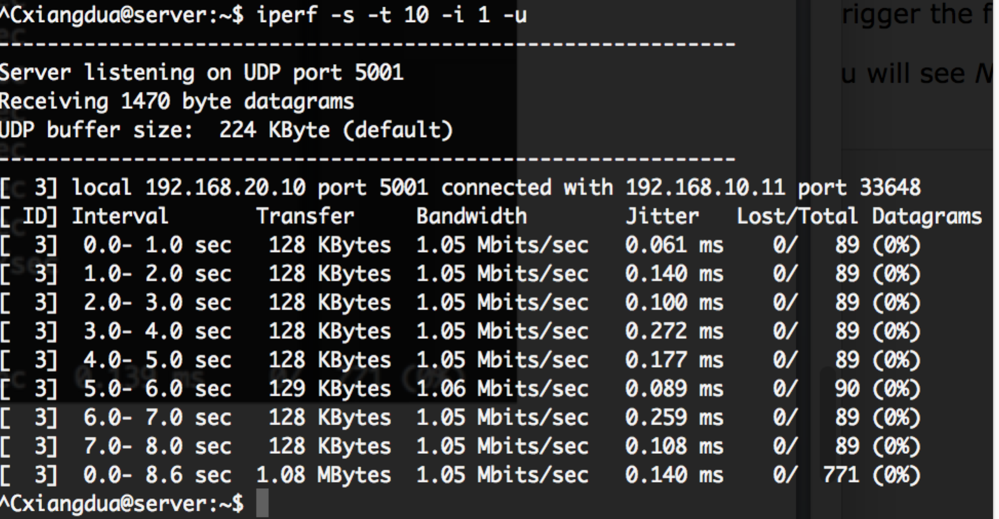 ^Cxiangdua@server:~$ iperf -s -t 10 -i 1 -u
------------------------------------------------------------
Server listening on UDP port 5001
Receiving 1470 byte datagrams
UDP buffer size:  224 KByte (default)
------------------------------------------------------------
[  3] local 192.168.20.10 port 5001 connected with 192.168.10.11 port 33648
[ ID] Interval       Transfer     Bandwidth        Jitter   Lost/Total Datagrams
[  3]  0.0- 1.0 sec   128 KBytes  1.05 Mbits/sec   0.061 ms    0/   89 (0%)
[  3]  1.0- 2.0 sec   128 KBytes  1.05 Mbits/sec   0.140 ms    0/   89 (0%)
[  3]  2.0- 3.0 sec   128 KBytes  1.05 Mbits/sec   0.100 ms    0/   89 (0%)
[  3]  3.0- 4.0 sec   128 KBytes  1.05 Mbits/sec   0.272 ms    0/   89 (0%)
[  3]  4.0- 5.0 sec   128 KBytes  1.05 Mbits/sec   0.177 ms    0/   89 (0%)
[  3]  5.0- 6.0 sec   129 KBytes  1.06 Mbits/sec   0.089 ms    0/   90 (0%)
[  3]  6.0- 7.0 sec   128 KBytes  1.05 Mbits/sec   0.259 ms    0/   89 (0%)
[  3]  7.0- 8.0 sec   128 KBytes  1.05 Mbits/sec   0.108 ms    0/   89 (0%)
[  3]  0.0- 8.6 sec  1.08 MBytes  1.05 Mbits/sec   0.140 ms    0/  771 (0%)
^Cxiangdua@server:~$
rigger the f
u will see N
0.139 ms    0/  771 (0%)